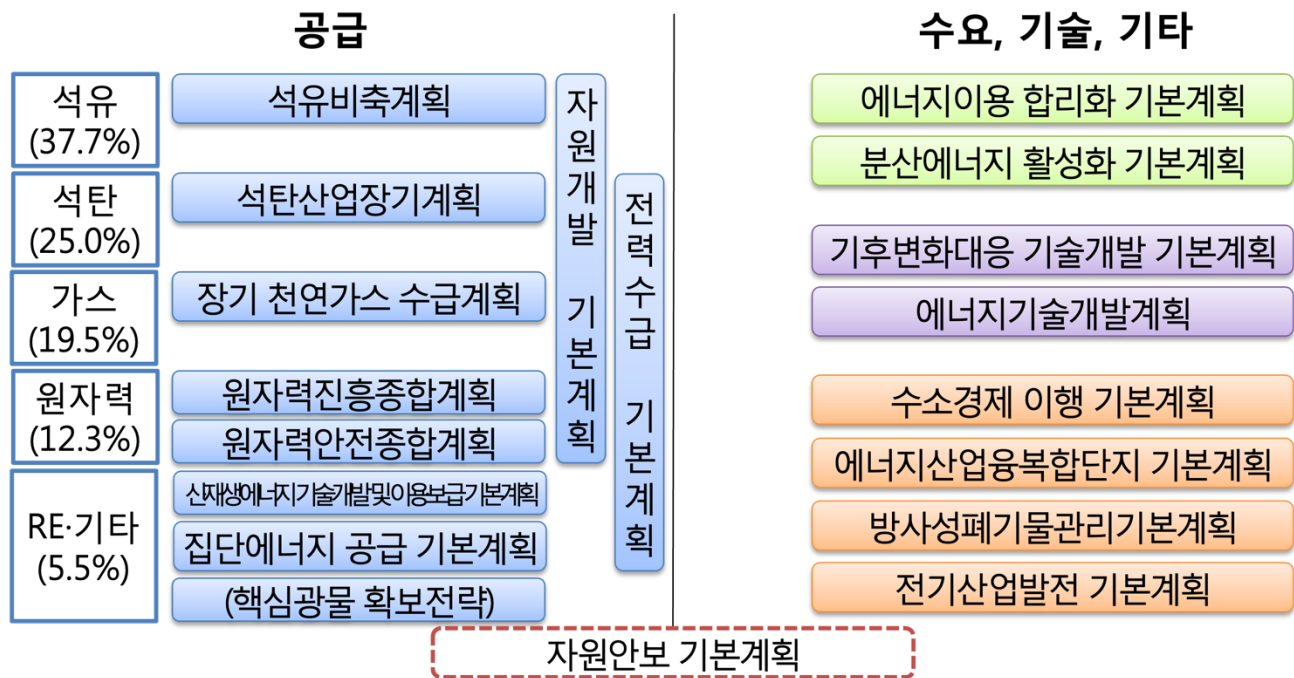 공급
수요, 기술, 기타
석유
(37.7%)
석유비축계획
석탄
(25.0%)
석탄산업장기계획
가스
(19.5%)
장기 천연가스 수급계획
원자력
(12.3%)
원자력진흥종합계획
원자력안전종합계획
RE·기타
(5.5%)
신재생에너지기술개발및이용보급기본계획
집단에너지 공급 기본계획
(핵심광물 확보전략)
자원개발 기본계획
전력수급 기본계획
에너지이용 합리화 기본계획
분산에너지 활성화 기본계획
기후변화대응 기술개발 기본계획
에너지기술개발계획
수소경제 이행 기본계획
에너지산업융복합단지 기본계획
방사성폐기물관리기본계획
전기산업발전 기본계획
자원안보 기본계획